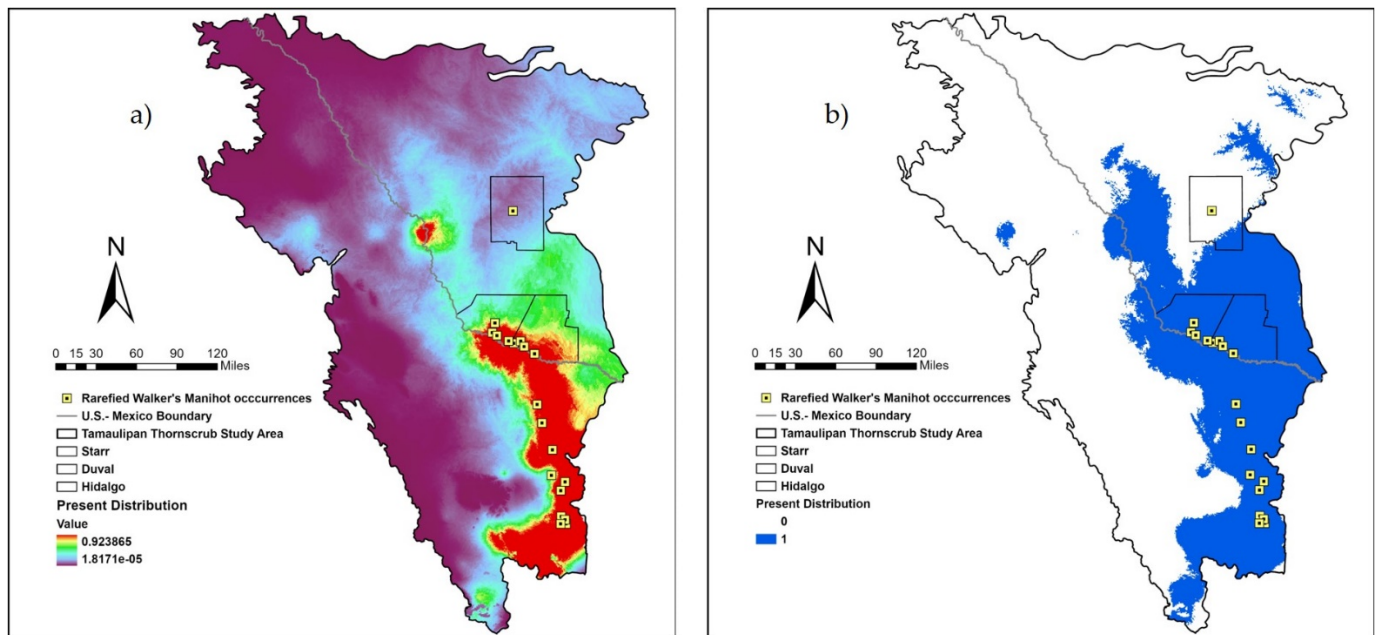 a)
N
0 15 30 60 90 120
Miles
Rarefied Walker's Manihot occcurrences
U.S.- Mexico Boundary
Tamaulipan Thornscrub Study Area
Starr
Duval
Hidalgo
Present Distribution
Value
0.923865
1.8171e-05
b)
N
0 15 30 60 90 120
Miles
Rarefied Walker's Manihot occcurrences
U.S.- Mexico Boundary
Tamaulipan Thornscrub Study Area
Starr
Duval
Hidalgo
Present Distribution
0
1